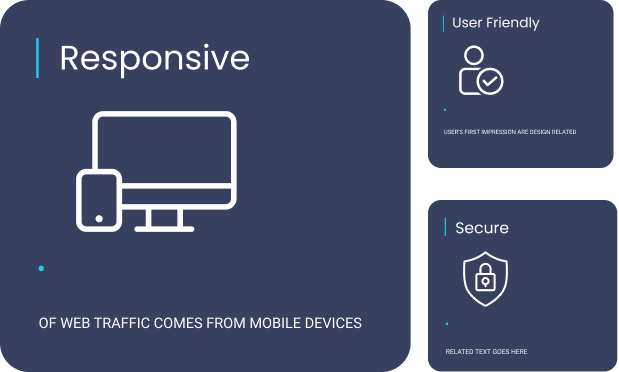 Responsive
OF WEB TRAFFIC COMES FROM MOBILE DEVICES
User Friendly
USER'S FIRST IMPRESSION ARE DESIGN RELATED
Secure
RELATED TEXT GOES HERE